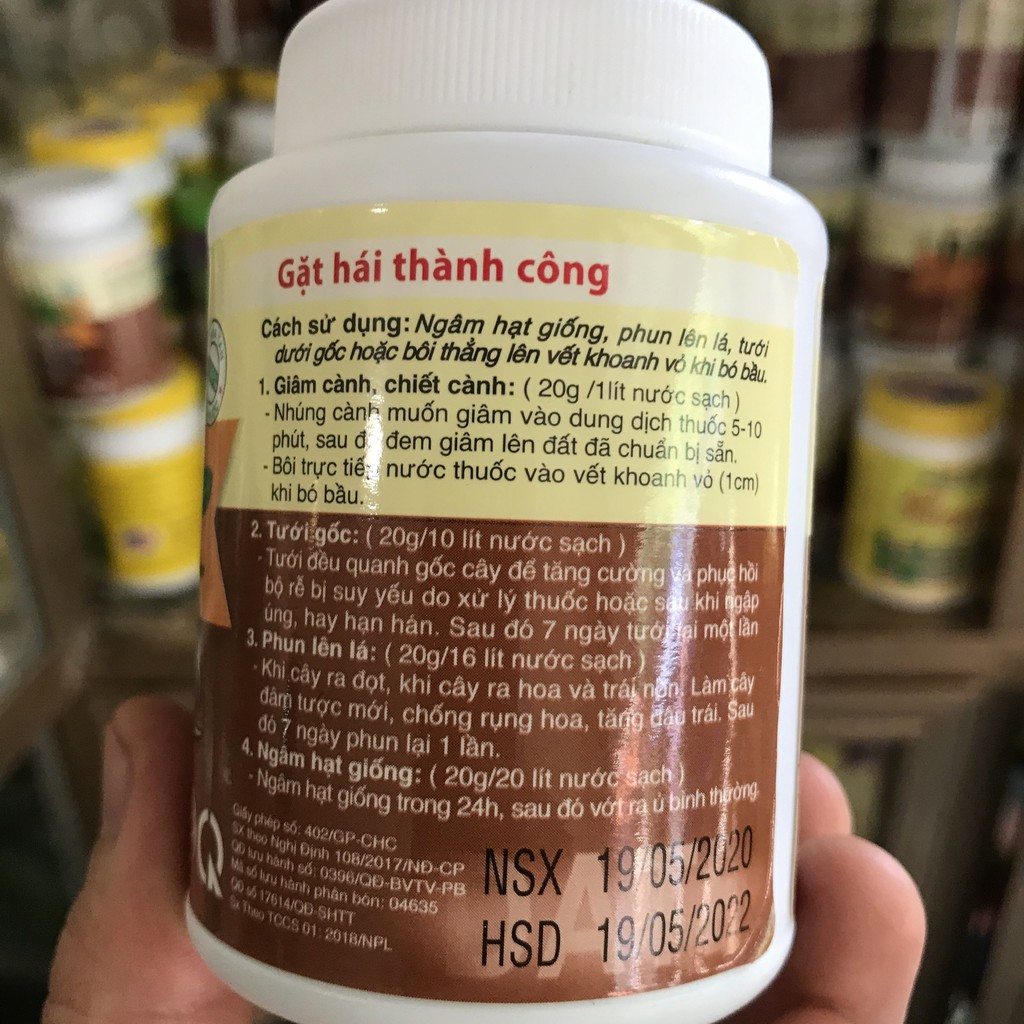 Gặt hái thành công
Cách sử dụng: Ngâm hạt giống, phun lên lá, tưới
dưới gốc hoặc bôi thẳng lên vết khoanh vỏ khi bó bầu.
1. Giâm cành, chiết cành: ( 20g /1lít nước sạch )
- Nhúng cành muốn giâm vào dung dịch thuốc 5-10
phút, sau đó đem giâm lên đất đã chuẩn bị sẵn.
- Bôi trực tiếp nước thuốc vào vết khoanh vỏ (1cm)
khi bó bầu.
2. Tưới gốc: ( 20g/10 lít nước sạch )
- Tưới đều quanh gốc cây để tăng cường và phục hồi
bộ rễ bị suy yếu do xử lý thuốc hoặc sau khi ngập
úng, hay hạn hán. Sau đó 7 ngày tưới lại một lần
3. Phun lên lá: ( 20g/16 lít nước sạch )
- Khi cây ra đọt, khi cây ra hoa và trái non. Làm cây
đâm tược mới, chống rụng hoa, tăng đậu trái. Sau
đó 7 ngày phun lại 1 lần.
4. Ngâm hạt giống: ( 20g/20 lít nước sạch )
- Ngâm hạt giống trong 24h, sau đó vớt ra ủ bình thường.
Giấy phép số: 402/GP-CHC
SX theo Nghị Định 108/2017/NĐ-CP
QĐ lưu hành số: 0396/QĐ-BVTV-PB
Mã số lưu hành phân bón: 04635
QĐ số 17614/QĐ-SHTT
Sx Theo TCCS 01: 2018/NPL
NSX 19/05/2020
HSD 19/05/2022